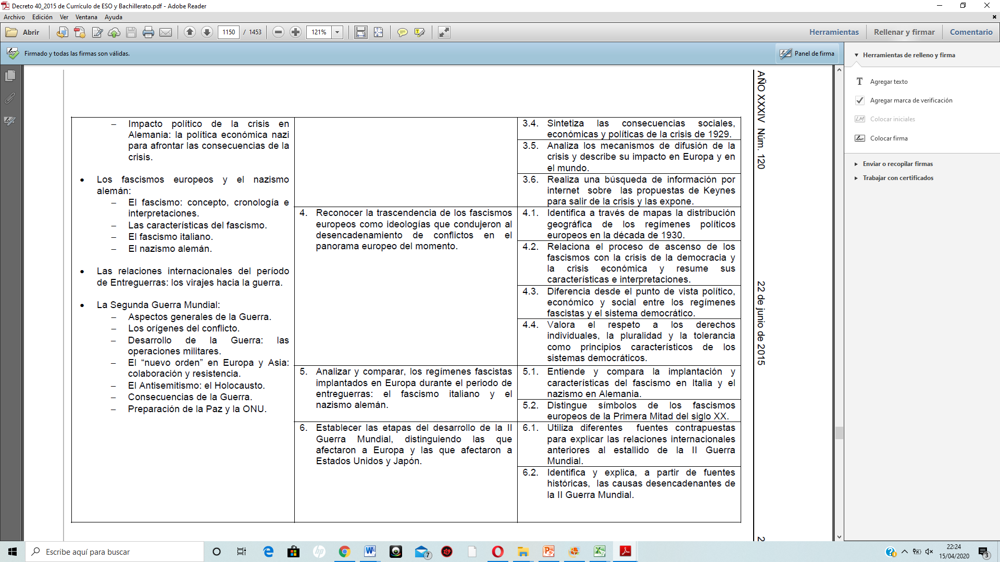 Decreto 40_2015 de Currículo de ESO y Bachillerato.pdf - Adobe Reader
Archivo Edición Ver Ventana Ayuda
Abrir 1150 / 1453 121% Herramientas Rellenar y firmar Comentario
Firmado y todas las firmas son válidas. Panel de firma
– Impacto político de la crisis en
Alemania: la política económica nazi
para afrontar las consecuencias de la
crisis.
• Los fascismos europeos y el nazismo
alemán:
– El fascismo: concepto, cronología e
interpretaciones.
– Las características del fascismo.
– El fascismo italiano.
– El nazismo alemán.
• Las relaciones internacionales del período
de Entreguerras: los virajes hacia la guerra.
• La Segunda Guerra Mundial:
– Aspectos generales de la Guerra.
– Los orígenes del conflicto.
– Desarrollo de la Guerra: las
operaciones militares.
– El “nuevo orden” en Europa y Asia:
colaboración y resistencia.
– El Antisemitismo: el Holocausto.
– Consecuencias de la Guerra.
– Preparación de la Paz y la ONU.
4. Reconocer la trascendencia de los fascismos
europeos como ideologías que condujeron al
desencadenamiento de conflictos en el
panorama europeo del momento.
5. Analizar y comparar, los regímenes fascistas
implantados en Europa durante el periodo de
entreguerras: el fascismo italiano y el
nazismo alemán.
6. Establecer las etapas del desarrollo de la II
Guerra Mundial, distinguiendo las que
afectaron a Europa y las que afectaron a
Estados Unidos y Japón.
3.4. Sintetiza las consecuencias sociales,
económicas y políticas de la crisis de 1929.
3.5. Analiza los mecanismos de difusión de la
crisis y describe su impacto en Europa y en
el mundo.
3.6. Realiza una búsqueda de información por
internet sobre las propuestas de Keynes
para salir de la crisis y las expone.
4.1. Identifica a través de mapas la distribución
geográfica de los regímenes políticos
europeos en la década de 1930.
4.2. Relaciona el proceso de ascenso de los
fascismos con la crisis de la democracia y
la crisis económica y resume sus
características e interpretaciones.
4.3. Diferencia desde el punto de vista político,
económico y social entre los regímenes
fascistas y el sistema democrático.
4.4. Valora el respeto a los derechos
individuales, la pluralidad y la tolerancia
como principios característicos de los
sistemas democráticos.
5.1. Entiende y compara la implantación y
características del fascismo en Italia y el
nazismo en Alemania.
5.2. Distingue símbolos de los fascismos
europeos de la Primera Mitad del siglo XX.
6.1. Utiliza diferentes fuentes contrapuestas
para explicar las relaciones internacionales
anteriores al estallido de la II Guerra
Mundial.
6.2. Identifica y explica, a partir de fuentes
históricas, las causas desencadenantes de
la II Guerra Mundial.
AÑO XXXIV Núm. 120
22 de junio de 2015
2
Herramientas de relleno y firma
T Agregar texto
Agregar marca de verificación
LM Colocar iniciales
Colocar firma
Enviar o recopilar firmas
Trabajar con certificados
Escribe aquí para buscar
7
22:24
15/04/2020
3